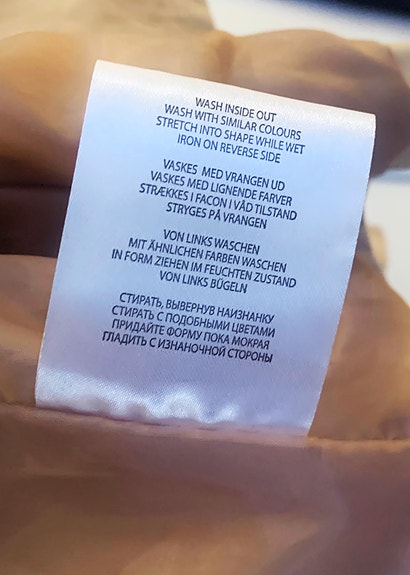 WASH INSIDE OUT
WASH WITH SIMILAR COLOURS
STRETCH INTO SHAPE WHILE WET
IRON ON REVERSE SIDE
VASKES MED VRANGEN UD
VASKES MED LIGNENDE FARVER
STRÆKKES I FACON I VÅD TILSTAND
STRYGES PÅ VRANGEN
VON LINKS WASCHEN
MIT ÄHNLICHEN FARBEN WASCHEN
IN FORM ZIEHEN IM FEUCHTEN ZUSTAND
VON LINKS BÜGELN
СТИРАТЬ, ВЫВЕРНУВ НАИЗНАНКУ
СТИРАТЬ С ПОДОБНЫМИ ЦВЕТАМИ
ПРИДАЙТЕ ФОРМУ ПОКА МОКРАЯ
ГЛАДИТЬ С ИЗНАНОЧНОЙ СТОРОНЫ